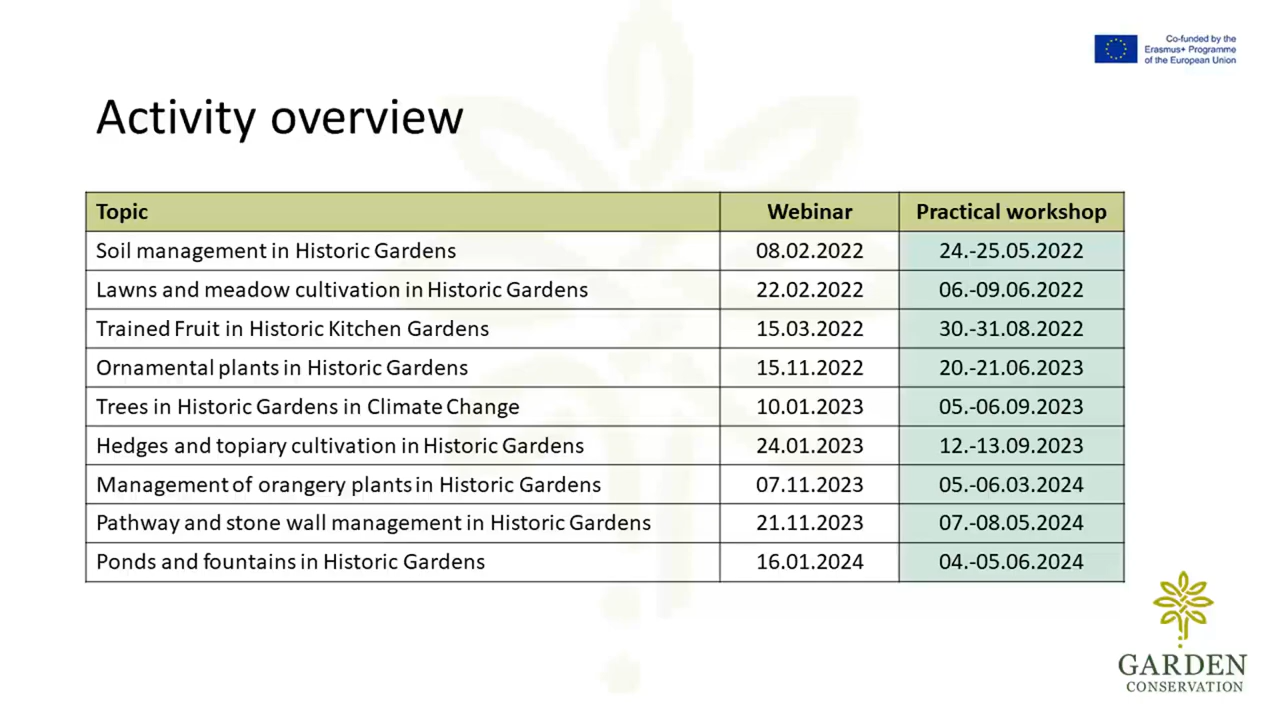 Co-funded by the
Erasmus+ Programme
of the European Union
Activity overview
Topic Webinar Practical workshop
Soil management in Historic Gardens 08.02.2022 24.-25.05.2022
Lawns and meadow cultivation in Historic Gardens 22.02.2022 06.-09.06.2022
Trained Fruit in Historic Kitchen Gardens 15.03.2022 30.-31.08.2022
Ornamental plants in Historic Gardens 15.11.2022 20.-21.06.2023
Trees in Historic Gardens in Climate Change 10.01.2023 05.-06.09.2023
Hedges and topiary cultivation in Historic Gardens 24.01.2023 12.-13.09.2023
Management of orangery plants in Historic Gardens 07.11.2023 05.-06.03.2024
Pathway and stone wall management in Historic Gardens 21.11.2023 07.-08.05.2024
Ponds and fountains in Historic Gardens 16.01.2024 04.-05.06.2024
GARDEN
CONSERVATION